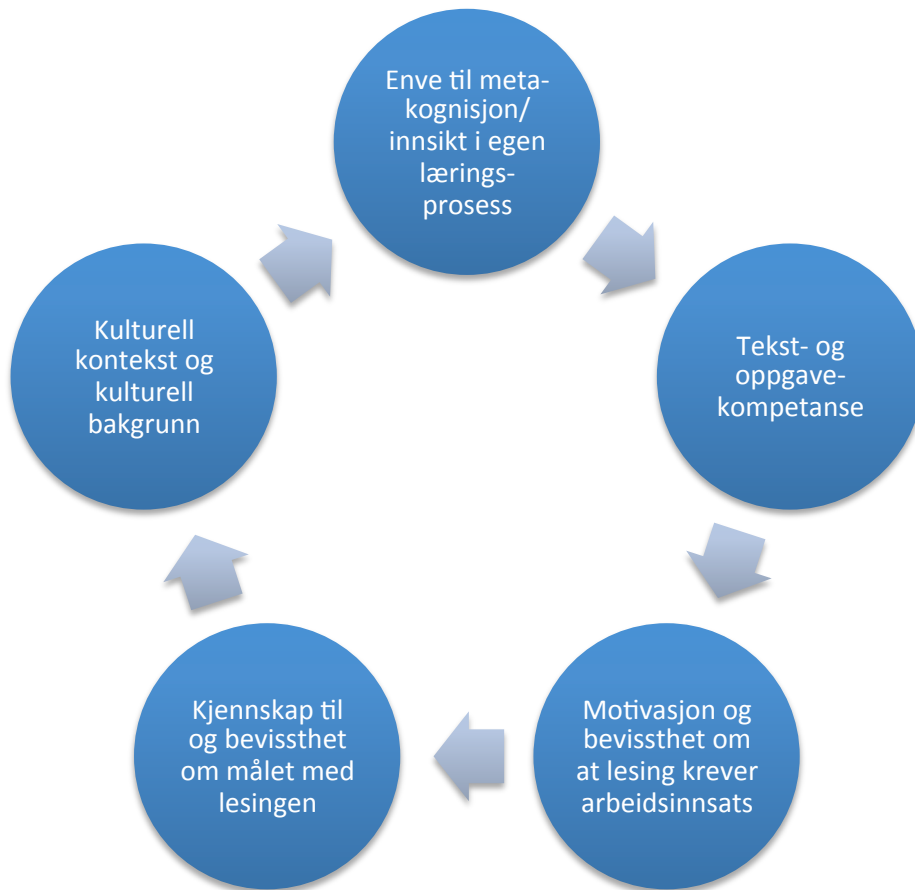 Enve til meta-
kognisjon/
innsikt i egen
lærings-
prosess
Tekst- og
oppgave-
kompetanse
Motivasjon og
bevissthet om
at lesing krever
arbeidsinnsats
Kjennskap til
og bevissthet
om målet med
lesingen
Kulturell
kontekst og
kulturell
bakgrunn